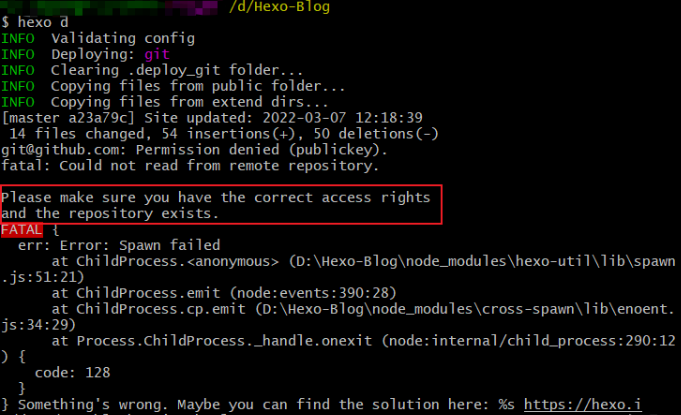 /d/Hexo-Blog
$ hexo d
INFO  Validating config
INFO  Deploying: git
INFO  Clearing .deploy_git folder...
INFO  Copying files from public folder...
INFO  Copying files from extend dirs...
[master a23a79c] Site updated: 2022-03-07 12:18:39
 14 files changed, 54 insertions(+), 50 deletions(-)
git@github.com: Permission denied (publickey).
fatal: Could not read from remote repository.
Please make sure you have the correct access rights
and the repository exists.
FATAL {
  err: Error: Spawn failed
      at ChildProcess.<anonymous> (D:\Hexo-Blog\node_modules\hexo-util\lib\spawn
.js:51:21)
      at ChildProcess.emit (node:events:390:28)
      at ChildProcess.cp.emit (D:\Hexo-Blog\node_modules\cross-spawn\lib\enoent.
js:34:29)
      at Process.ChildProcess._handle.onexit (node:internal/child_process:290:12
) {
    code: 128
  }
} Something's wrong. Maybe you can find the solution here: %s https://hexo.i